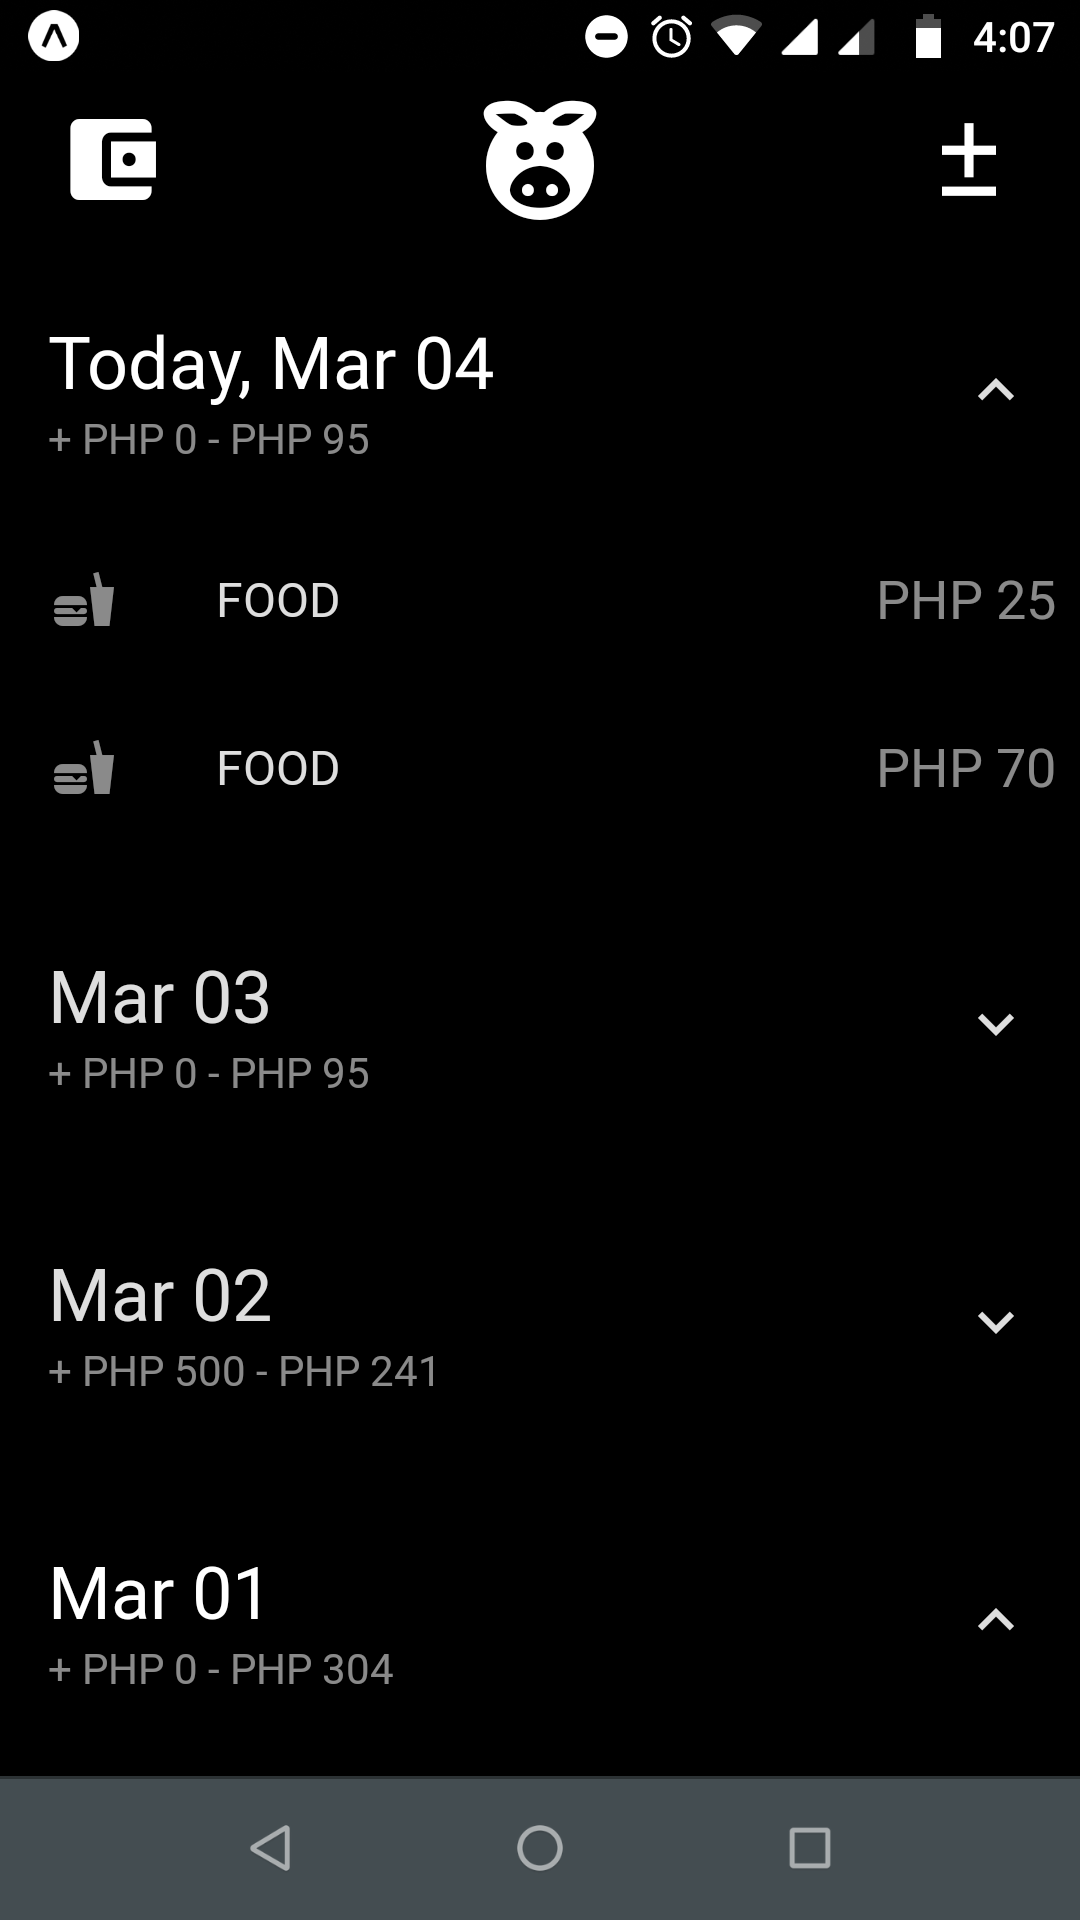 4:07
Today, Mar 04
+ PHP 0 - PHP 95
FOOD PHP 25
FOOD PHP 70
Mar 03
+ PHP 0 - PHP 95
Mar 02
+ PHP 500 - PHP 241
Mar 01
+ PHP 0 - PHP 304